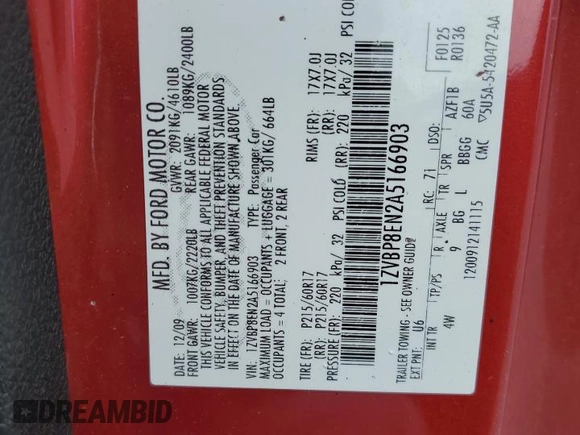 MFD. BY FORD MOTOR CO.
DATE: 12/09 GVWR: 2091KG/4610LB
FRONT GAWR: 1007KG/2220LB REAR GAWR: 1089KG/2400LB
THIS VEHICLE CONFORMS TO ALL APPLICABLE FEDERAL MOTOR
VEHICLE SAFETY, BUMPER, AND THEFT PREVENTION STANDARDS
IN EFFECT ON THE DATE OF MANUFACTURE SHOWN ABOVE.
VIN: 1ZVBP8EN2A5166903 TYPE: Passenger Car
MAXIMUM LOAD = OCCUPANTS + LUGGAGE = 301KG/ 664LB
OCCUPANTS = 4 TOTAL: 2 FRONT, 2 REAR
TIRE (FR): P215/60R17 RIMS (FR): 17X7.0J
TIRE (RR): P215/60R17 (RR): 17X7.0J
PRESSURE (FR): 220 kPa/ 32 PSI COLD (RR): 220 kPa/ 32 PSI COLD
1ZVBP8EN2A5166903
F0125
R0136
TRAILER TOWING - SEE OWNER GUIDE
EXT PNT: U6 RC: 71 DSO:
INT TR TP/PS R AXLE TR SPR AZF1B
4W 9 BG L BBGG 60A
1200912141115 CMC ▽5U5A-5420472-AA
DREAMBID